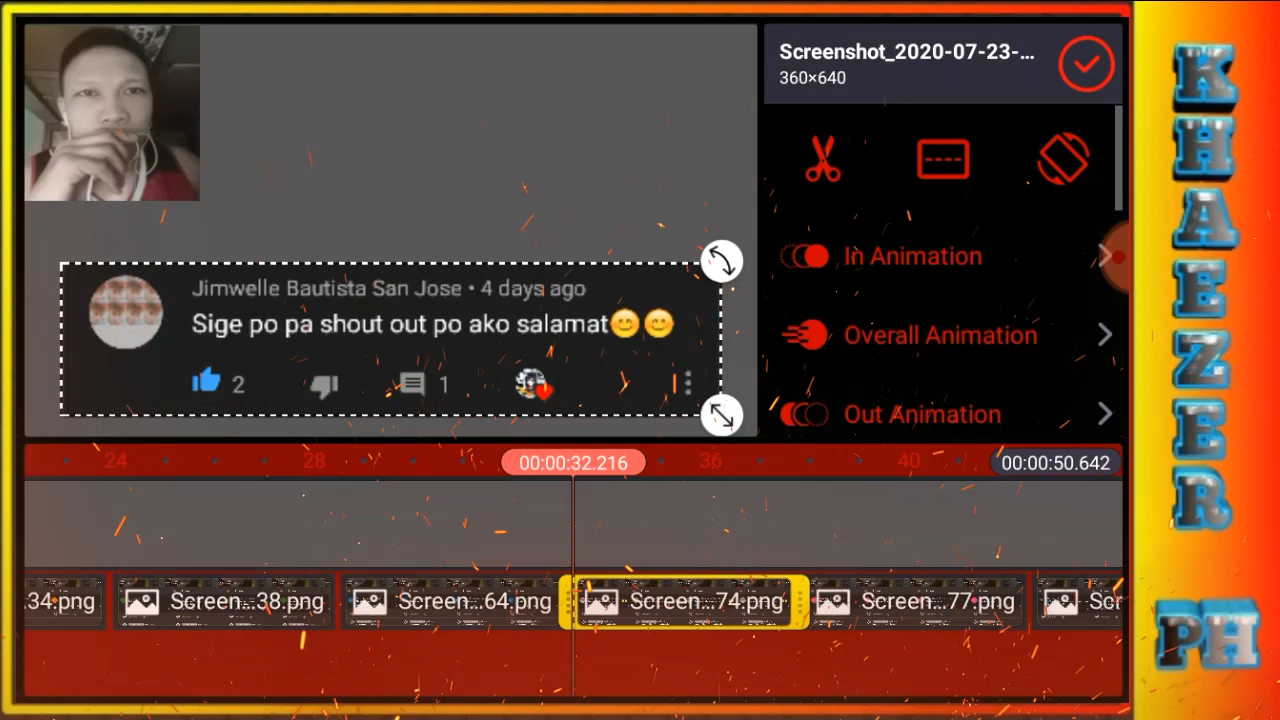 Screenshot_2020-07-23-...
360×640
Jimwelle Bautista San Jose • 4 days ago
Sige po pa shout out po ako salamat😊😊
2
1
In Animation
Overall Animation
Out Animation
24
28
00:00:32.216
36
40
00:00:50.642
.34.png
Screen...38.png
Screen...64.png
Screen...74.png
Screen...77.png
Scr
KHAEZER
PH